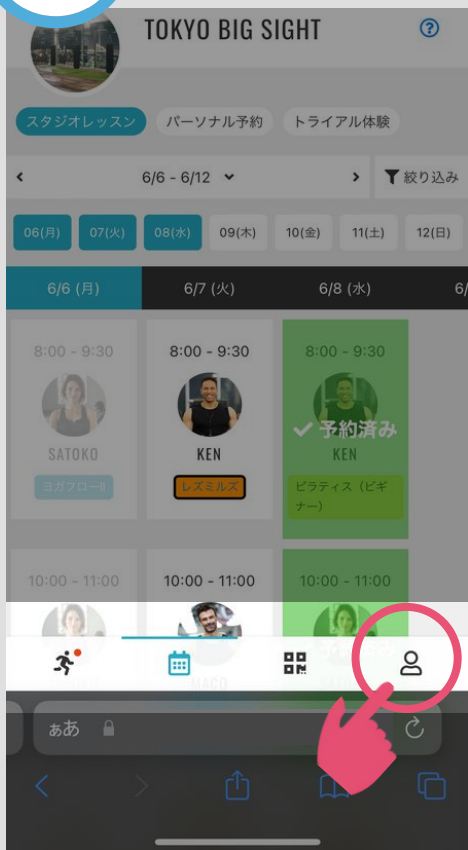 TOKYO BIG SIGHT
スタジオレッスン パーソナル予約 トライアル体験
6/6 - 6/12 絞り込み
06(月) 07(火) 08(水) 09(木) 10(金) 11(土) 12(日)
6/6 (月) 6/7 (火) 6/8 (水) 6/
8:00 - 9:30 8:00 - 9:30 8:00 - 9:30
予約済み
SATOKO KEN KEN
ヨガフローII レズミルズ ピラティス（ビギ
ナー）
10:00 - 11:00 10:00 - 11:00 10:00 - 11:00
MACO
ぁあ